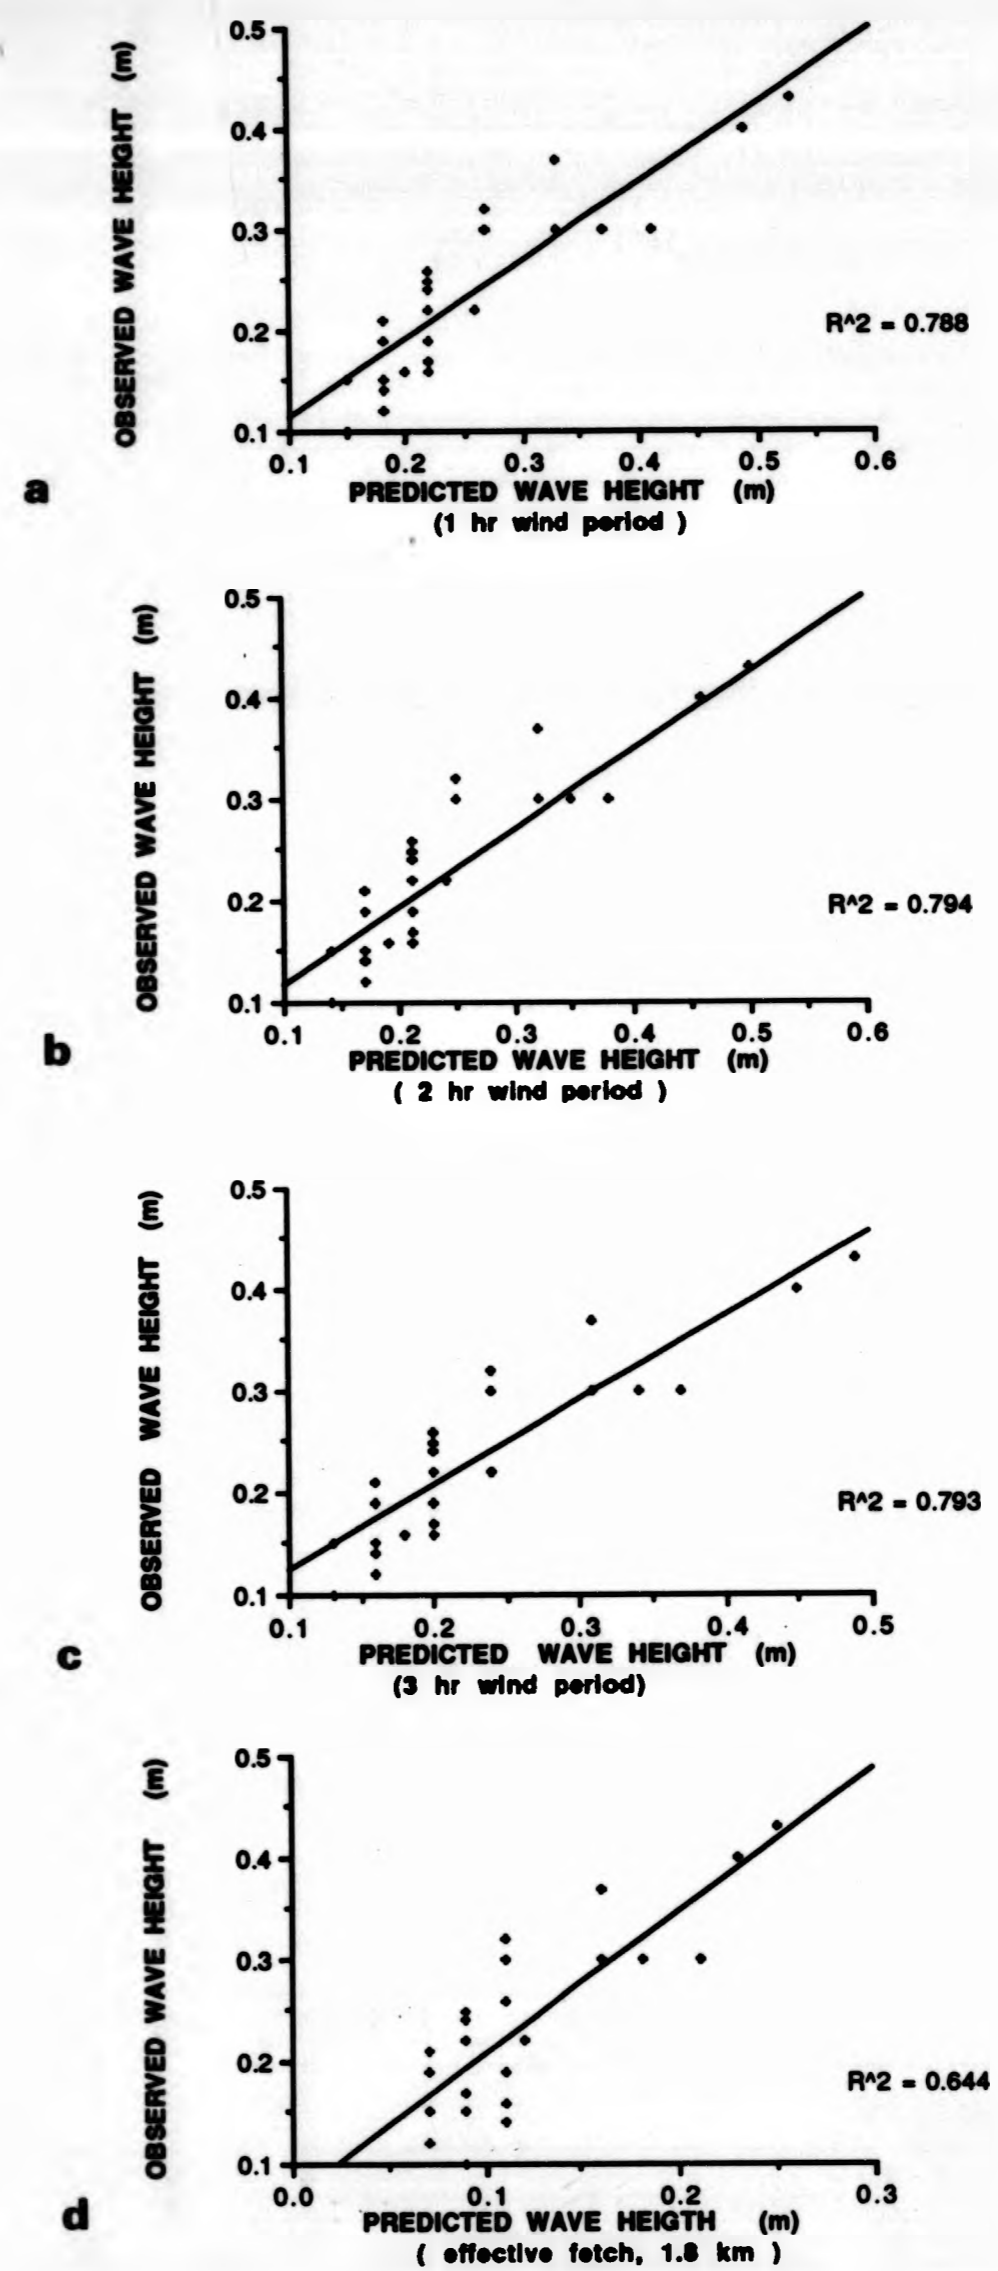 OBSERVED WAVE HEIGHT (m)
0.5
0.4
0.3
0.2
0.1
R^2 = 0.788
0.1 0.2 0.3 0.4 0.5 0.6
a
PREDICTED WAVE HEIGHT (m)
(1 hr wind period )
OBSERVED WAVE HEIGHT (m)
0.5
0.4
0.3
0.2
0.1
R^2 = 0.794
0.1 0.2 0.3 0.4 0.5 0.6
b
PREDICTED WAVE HEIGHT (m)
( 2 hr wind period )
OBSERVED WAVE HEIGHT (m)
0.5
0.4
0.3
0.2
0.1
R^2 = 0.793
0.1 0.2 0.3 0.4 0.5
c
PREDICTED WAVE HEIGHT (m)
(3 hr wind period)
OBSERVED WAVE HEIGHT (m)
0.5
0.4
0.3
0.2
0.1
R^2 = 0.644
0.0 0.1 0.2 0.3
d
PREDICTED WAVE HEIGTH (m)
( effective fetch, 1.8 km )